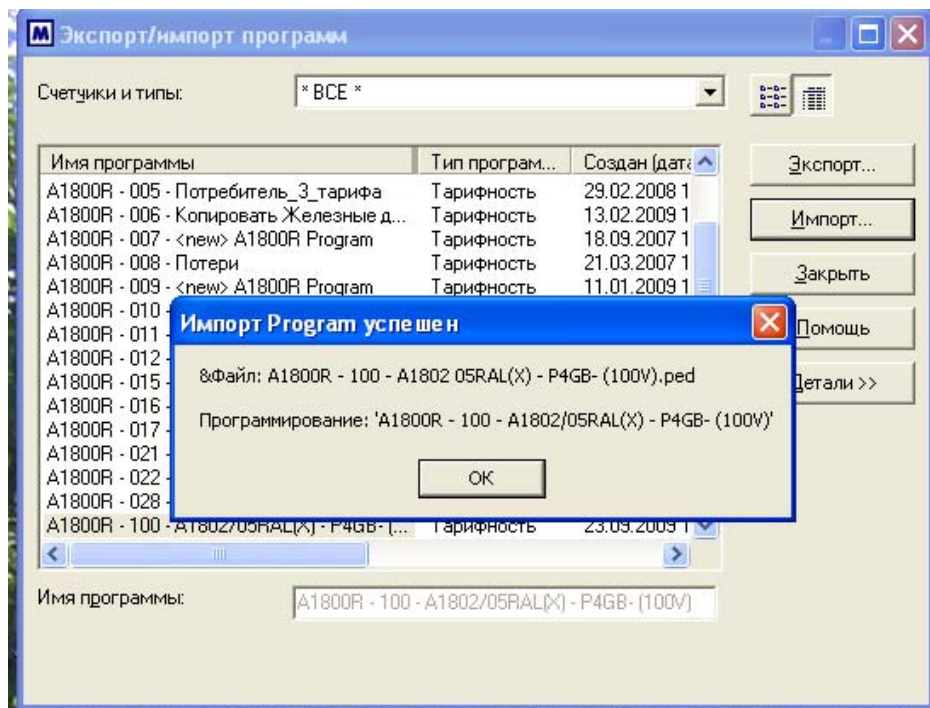 M Экспорт/импорт программ
Счетчики и типы: * ВСЕ *
Имя программы Тип програм... Создан (дата
A1800R - 005 - Потребитель_3_тарифа Тарифность 29.02.2008 1
A1800R - 006 - Копировать Железные д... Тарифность 13.02.2009 1
A1800R - 007 - <new> A1800R Program Тарифность 18.09.2007 1
A1800R - 008 - Потери Тарифность 21.03.2007 1
A1800R - 009 - <new> A1800R Program Тарифность 11.01.2009 1
A1800R - 010 -
A1800R - 011 -
A1800R - 012 -
A1800R - 015 -
A1800R - 016 -
A1800R - 017 -
A1800R - 021 -
A1800R - 022 -
A1800R - 028 -
A1800R - 100 - A1802/05RAL(X) - P4GB- (... Тарифность 23.09.2009 1
Экспорт...
Импорт...
Закрыть
Помощь
Детали >>
Импорт Program успешен
&Файл: A1800R - 100 - A1802 05RAL(X) - P4GB- (100V).ped
Программирование: 'A1800R - 100 - A1802/05RAL(X) - P4GB- (100V)'
OK
Имя программы: A1800R - 100 - A1802/05RAL(X) - P4GB- (100V)